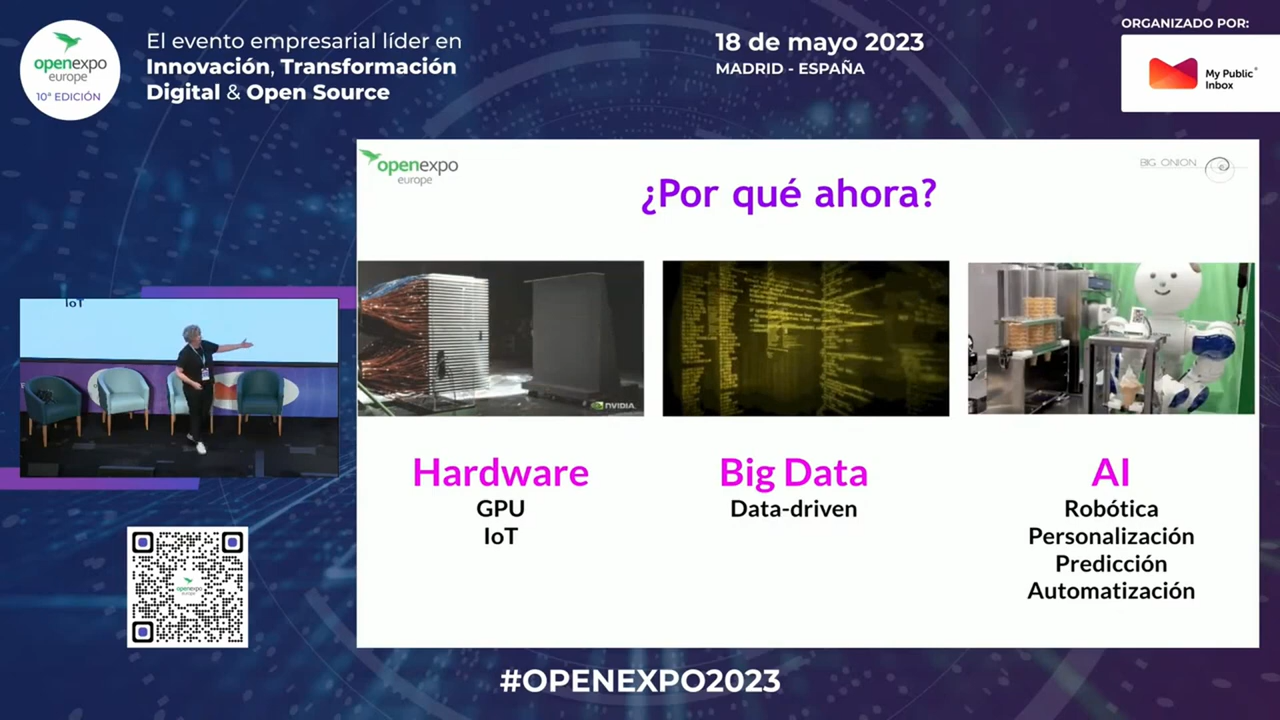 openexpo
europe
10ª EDICIÓN
El evento empresarial líder en
Innovación, Transformación
Digital & Open Source
18 de mayo 2023
MADRID - ESPAÑA
ORGANIZADO POR:
My Public
Inbox
openexpo
europe
BIG ONION
¿Por qué ahora?
IoT
NVIDIA.
Hardware
GPU
IoT
Big Data
Data-driven
AI
Robótica
Personalización
Predicción
Automatización
openexpo
europe
#OPENEXPO2023